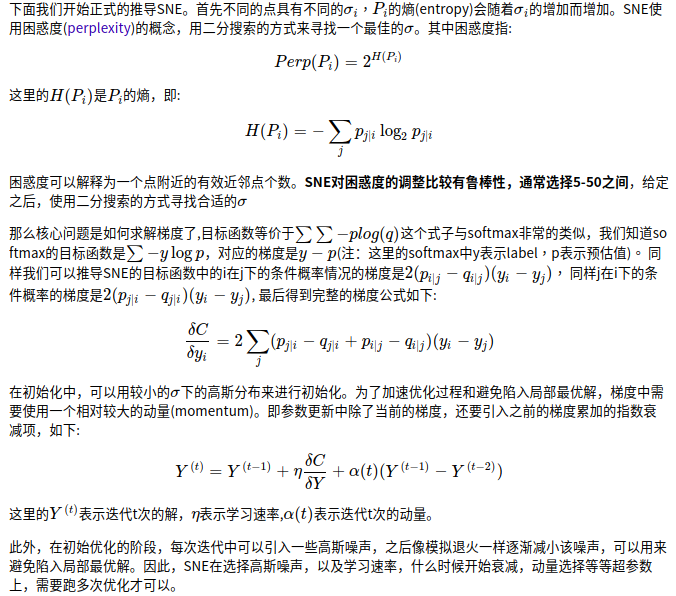 下面我们开始正式的推导SNE。首先不同的点具有不同的σ_i，P_i的熵(entropy)会随着σ_i的增加而增加。SNE使
用困惑度(perplexity)的概念，用二分搜索的方式来寻找一个最佳的σ。其中困惑度指:
Perp(P_i) = 2^{H(P_i)}
这里的H(P_i)是P_i的熵，即:
H(P_i) = −∑_j p_{j|i} log_2 p_{j|i}
困惑度可以解释为一个点附近的有效近邻点个数。SNE对困惑度的调整比较有鲁棒性，通常选择5-50之间，给定
之后，使用二分搜索的方式寻找合适的σ
那么核心问题是如何求解梯度了,目标函数等价于∑∑−plog(q)这个式子与softmax非常的类似，我们知道so
ftmax的目标函数是∑−y log p，对应的梯度是y − p(注：这里的softmax中y表示label，p表示预估值)。 同
样我们可以推导SNE的目标函数中的i在j下的条件概率情况的梯度是2(p_{i|j} − q_{i|j})(y_i − y_j)， 同样j在i下的条
件概率的梯度是2(p_{j|i} − q_{j|i})(y_i − y_j), 最后得到完整的梯度公式如下:
δC/δy_i = 2∑_j (p_{j|i} − q_{j|i} + p_{i|j} − q_{i|j})(y_i − y_j)
在初始化中，可以用较小的σ下的高斯分布来进行初始化。为了加速优化过程和避免陷入局部最优解，梯度中需
要使用一个相对较大的动量(momentum)。即参数更新中除了当前的梯度，还要引入之前的梯度累加的指数衰
减项，如下:
Y^{(t)} = Y^{(t−1)} + η δC/δY + α(t)(Y^{(t−1)} − Y^{(t−2)})
这里的Y^{(t)}表示迭代t次的解，η表示学习速率,α(t)表示迭代t次的动量。
此外，在初始优化的阶段，每次迭代中可以引入一些高斯噪声，之后像模拟退火一样逐渐减小该噪声，可以用来
避免陷入局部最优解。因此，SNE在选择高斯噪声，以及学习速率，什么时候开始衰减，动量选择等等超参数
上，需要跑多次优化才可以。